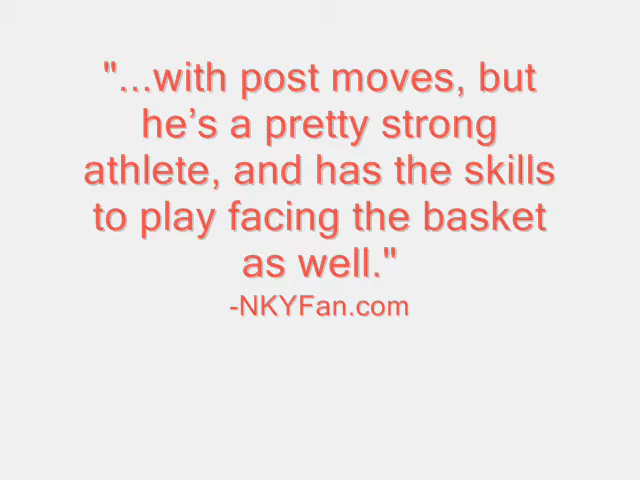 "...with post moves, but
he’s a pretty strong
athlete, and has the skills
to play facing the basket
as well."
-NKYFan.com